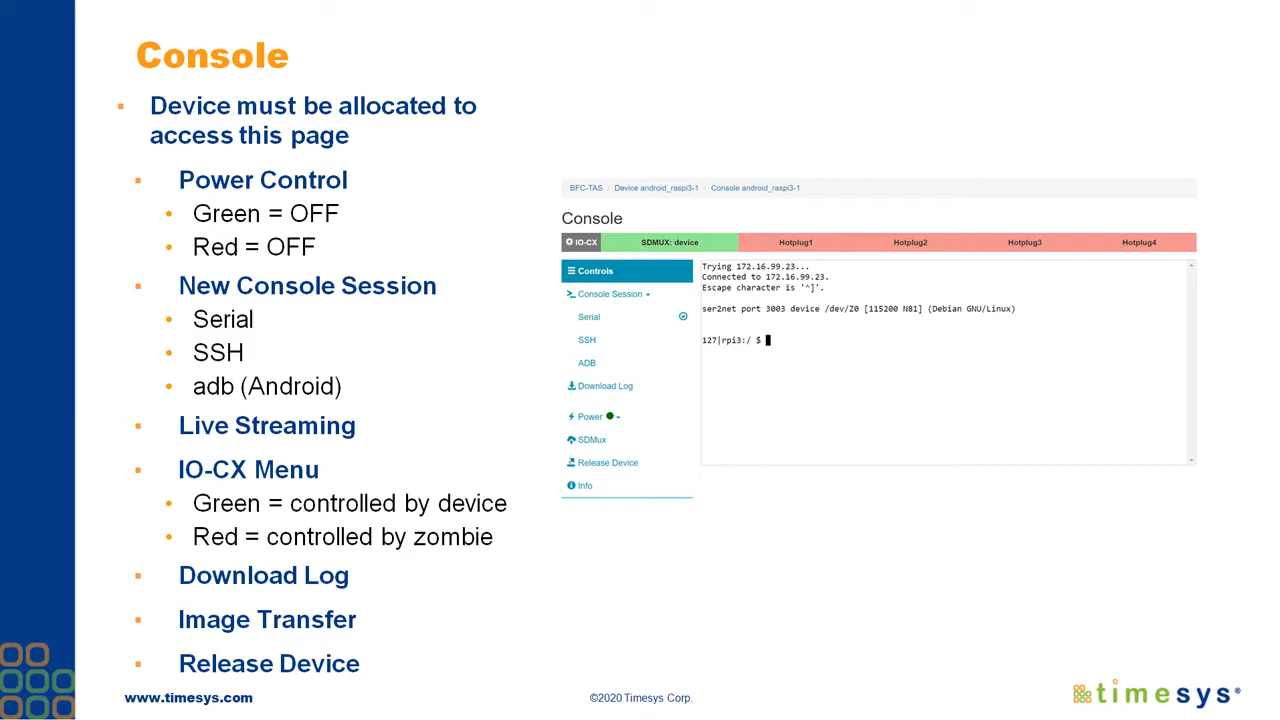 Console
Device must be allocated to
access this page
Power Control
Green = OFF
Red = OFF
New Console Session
Serial
SSH
adb (Android)
Live Streaming
IO-CX Menu
Green = controlled by device
Red = controlled by zombie
Download Log
Image Transfer
Release Device
BFC-TAS / Device android_raspi3-1 / Console android_raspi3-1
Console
IO-CX SDMUX: device Hotplug1 Hotplug2 Hotplug3 Hotplug4
Controls
Console Session
Serial
SSH
ADB
Download Log
Power
SDMux
Release Device
Info
Trying 172.16.99.23...
Connected to 172.16.99.23.
Escape character is '^]'.
ser2net port 3003 device /dev/Z0 [115200 N81] (Debian GNU/Linux)
127|rpi3:/ $
www.timesys.com
©2020 Timesys Corp.
timesys®